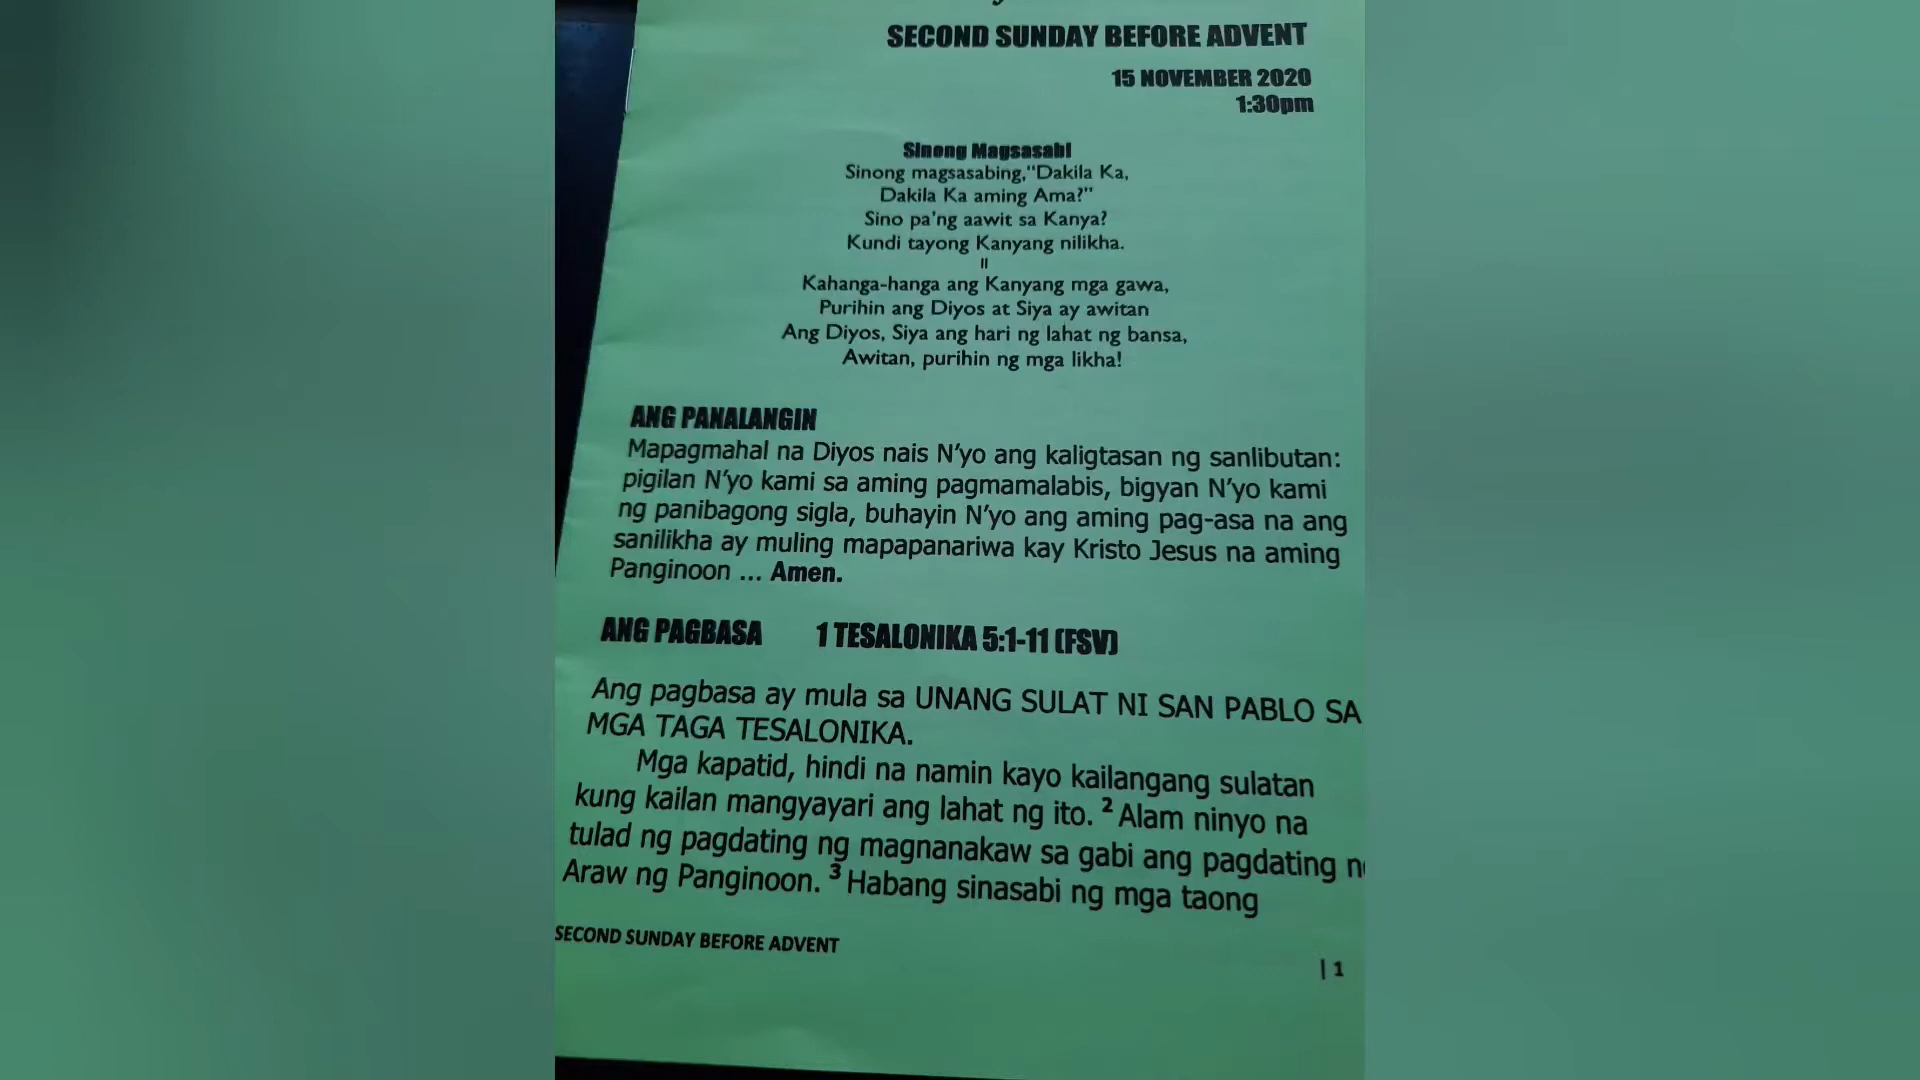 SECOND SUNDAY BEFORE ADVENT
15 NOVEMBER 2020
1:30pm
Sinong Magsasabi
Sinong magsasabing,"Dakila Ka,
Dakila Ka aming Ama?"
Sino pa'ng aawit sa Kanya?
Kundi tayong Kanyang nilikha.
II
Kahanga-hanga ang Kanyang mga gawa,
Purihin ang Diyos at Siya ay awitan
Ang Diyos, Siya ang hari ng lahat ng bansa,
Awitan, purihin ng mga likha!
ANG PANALANGIN
Mapagmahal na Diyos nais N'yo ang kaligtasan ng sanlibutan:
pigilan N'yo kami sa aming pagmamalabis, bigyan N'yo kami
ng panibagong sigla, buhayin N'yo ang aming pag-asa na ang
sanilikha ay muling mapapanariwa kay Kristo Jesus na aming
Panginoon ... Amen.
ANG PAGBASA 1 TESALONIKA 5:1-11 (FSV)
Ang pagbasa ay mula sa UNANG SULAT NI SAN PABLO SA
MGA TAGA TESALONIKA.
Mga kapatid, hindi na namin kayo kailangang sulatan
kung kailan mangyayari ang lahat ng ito. 2 Alam ninyo na
tulad ng pagdating ng magnanakaw sa gabi ang pagdating
Araw ng Panginoon. 3 Habang sinasabi ng mga taong
SECOND SUNDAY BEFORE ADVENT
| 1